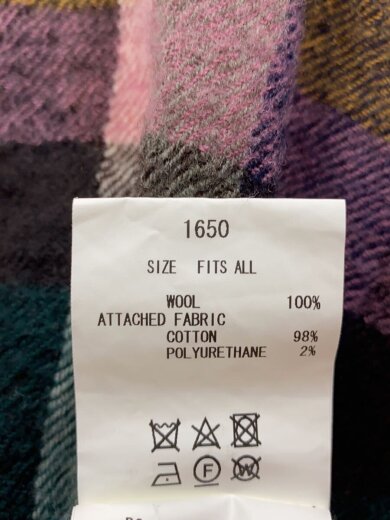 1650
SIZE FITS ALL
WOOL 100%
ATTACHED FABRIC
COTTON 98%
POLYURETHANE 2%
F W